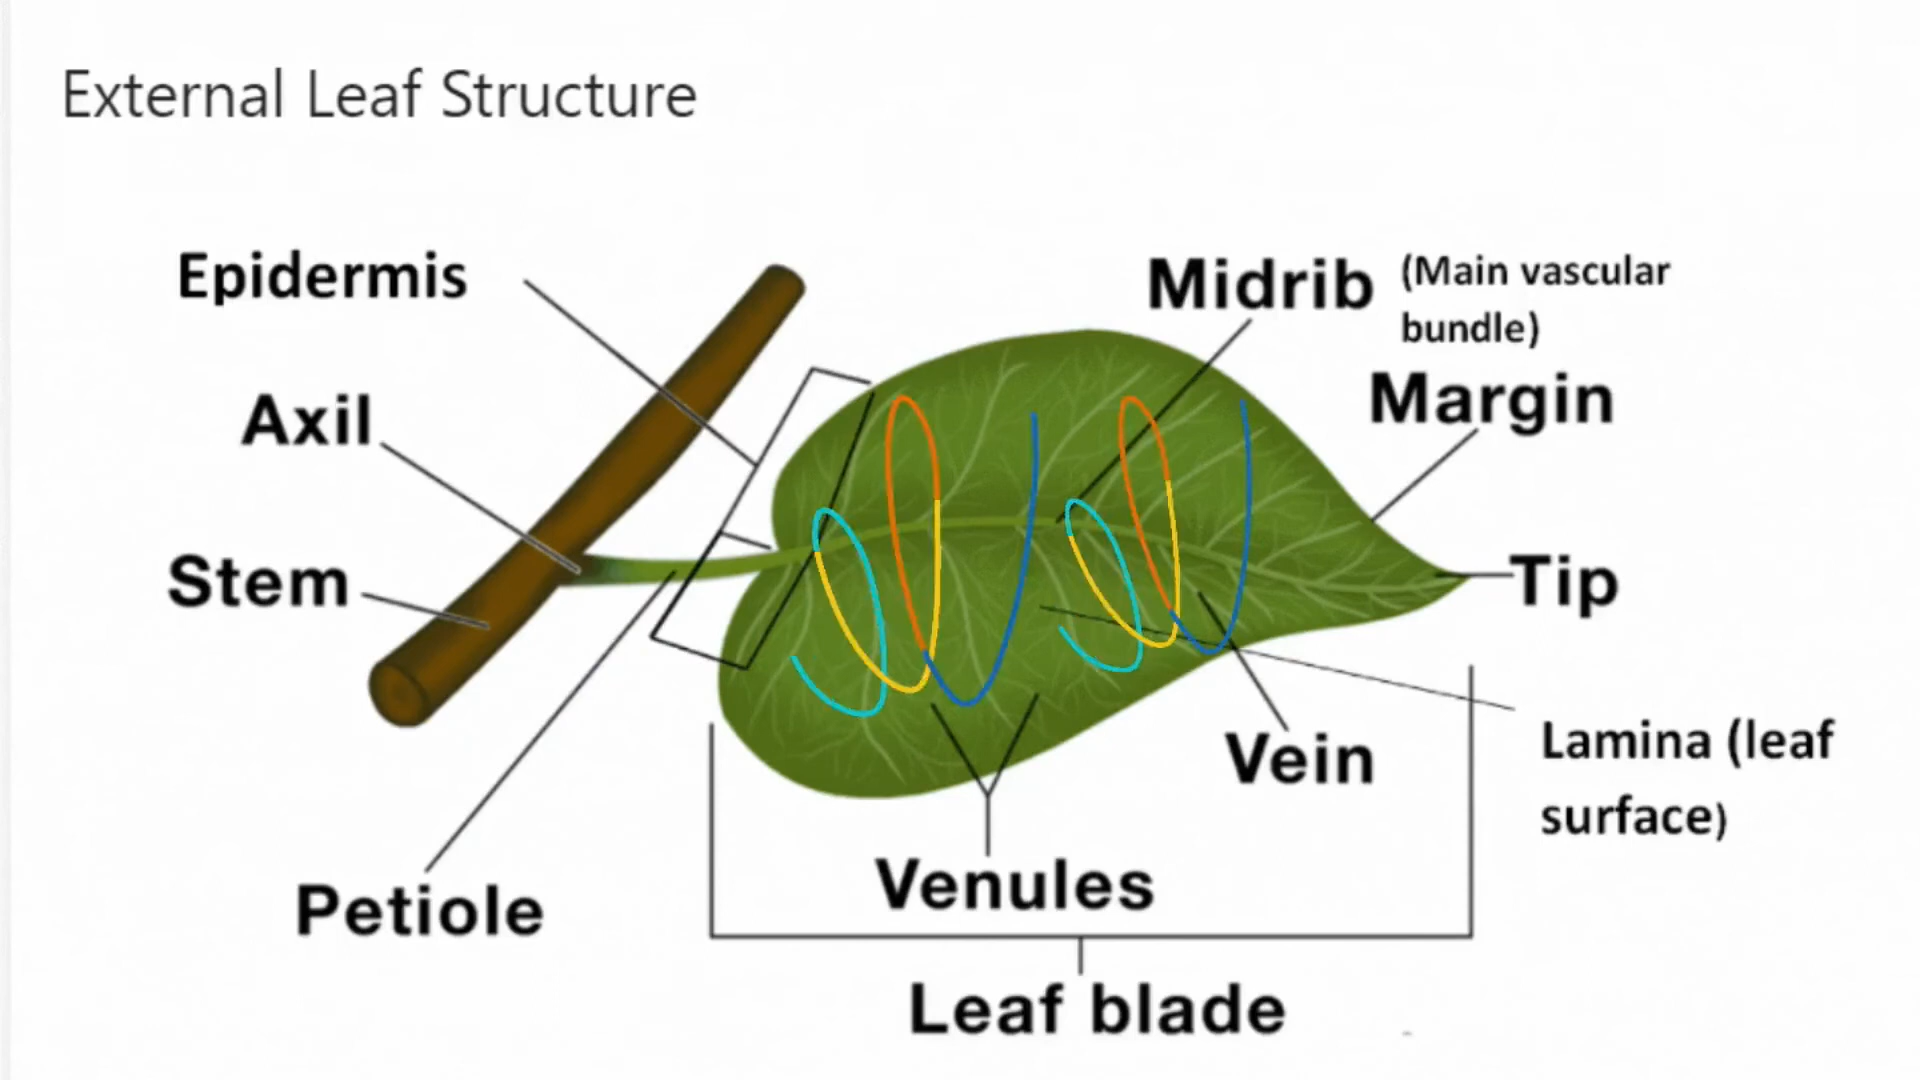 External Leaf Structure
Epidermis
Midrib (Main vascular
bundle)
Margin
Axil
Stem
Tip
Vein
Lamina (leaf
surface)
Venules
Petiole
Leaf blade